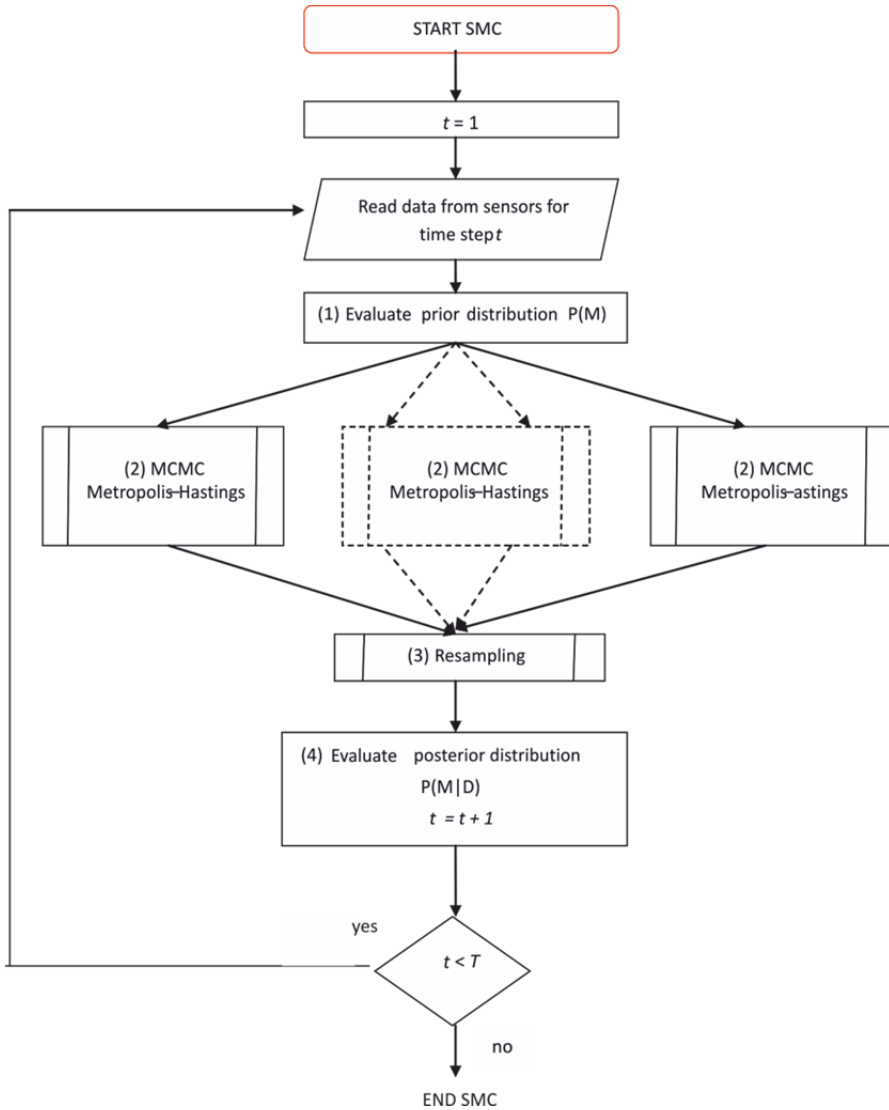 START SMC
t = 1
Read data from sensors for
time step t
(1) Evaluate prior distribution P(M)
(2) MCMC
Metropolis–Hastings
(2) MCMC
Metropolis–Hastings
(2) MCMC
Metropolis–astings
(3) Resampling
(4) Evaluate posterior distribution
P(M|D)
t = t + 1
yes
t < T
no
END SMC